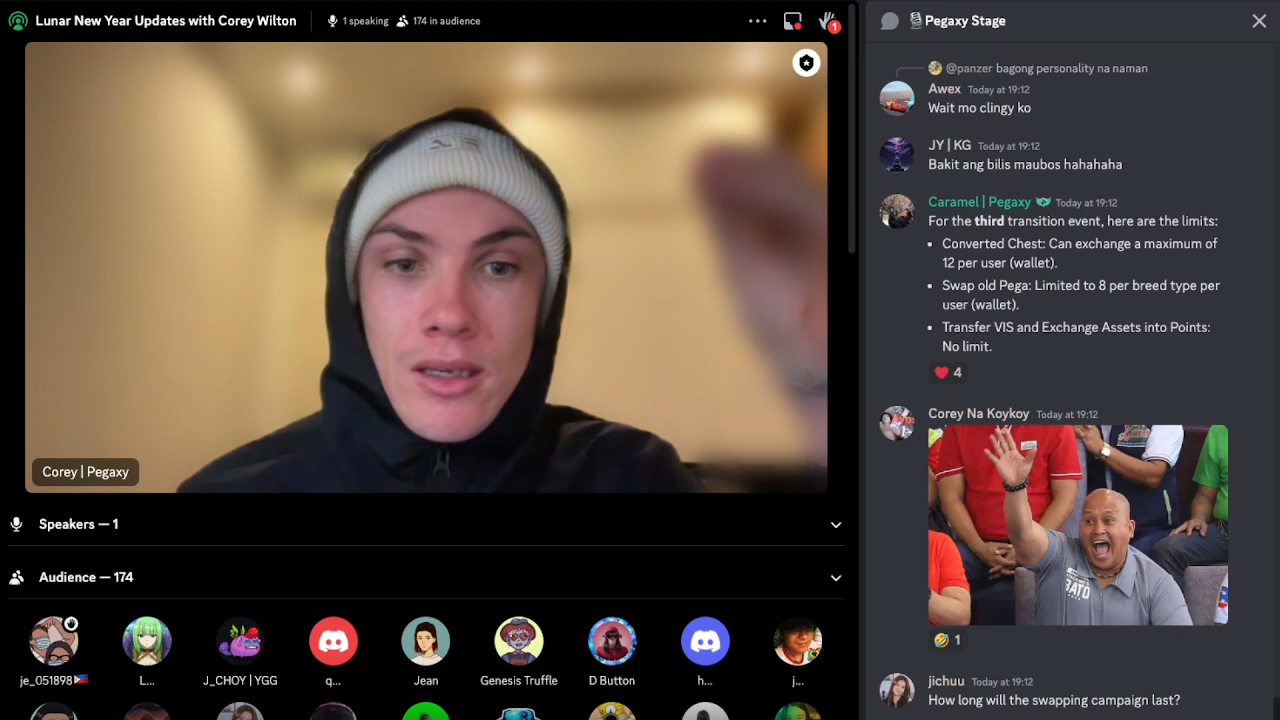 Lunar New Year Updates with Corey Wilton
1 speaking
174 in audience
1
Pegaxy Stage
@panzer bagong personality na naman
Awex Today at 19:12
Wait mo clingy ko
JY | KG Today at 19:12
Bakit ang bilis maubos hahahaha
Caramel | Pegaxy Today at 19:12
For the third transition event, here are the limits:
• Converted Chest: Can exchange a maximum of
12 per user (wallet).
• Swap old Pega: Limited to 8 per breed type per
user (wallet).
• Transfer VIS and Exchange Assets into Points:
No limit.
4
Corey Na Koykoy Today at 19:12
BATO
1
jichuu Today at 19:12
How long will the swapping campaign last?
Corey | Pegaxy
Speakers — 1
Audience — 174
je_051898
L...
J_CHOY | YGG
q...
Jean
Genesis Truffle
D Button
h...
j...